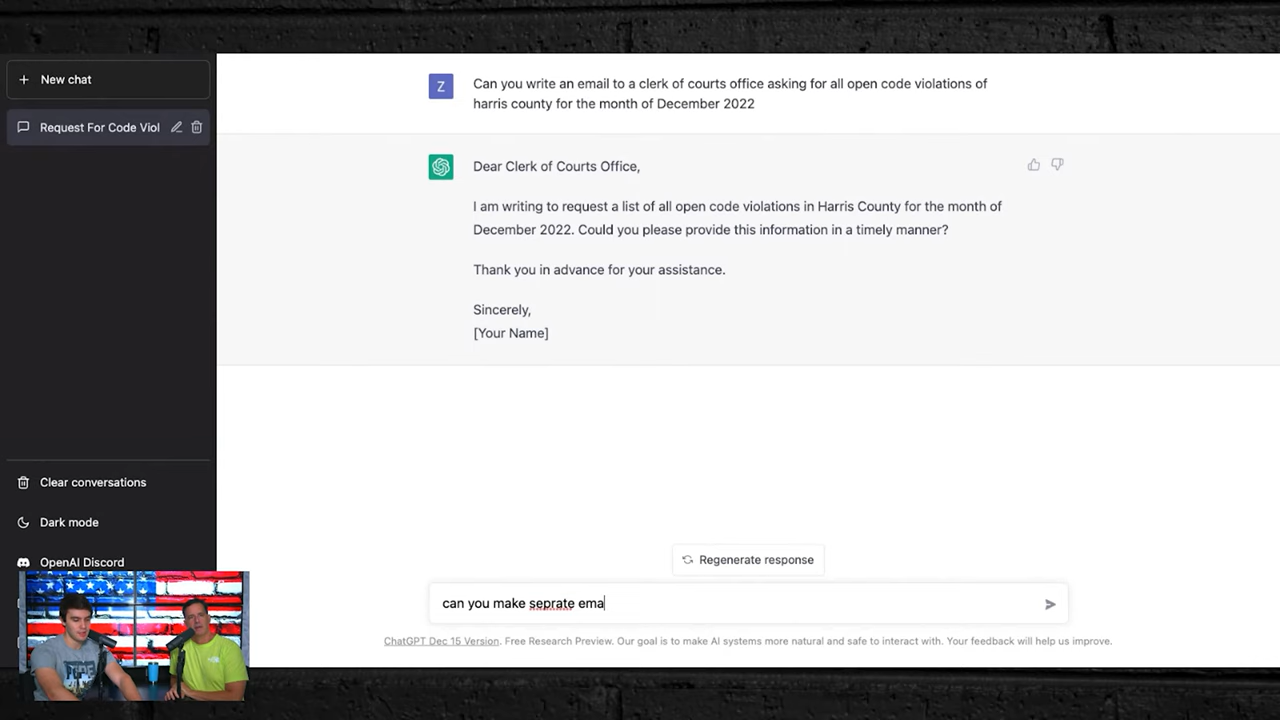 New chat
Request For Code Viol
Z
Can you write an email to a clerk of courts office asking for all open code violations of
harris county for the month of December 2022
Dear Clerk of Courts Office,
I am writing to request a list of all open code violations in Harris County for the month of
December 2022. Could you please provide this information in a timely manner?
Thank you in advance for your assistance.
Sincerely,
[Your Name]
Clear conversations
Dark mode
OpenAI Discord
Regenerate response
can you make seprate ema
ChatGPT Dec 15 Version. Free Research Preview. Our goal is to make AI systems more natural and safe to interact with. Your feedback will help us improve.